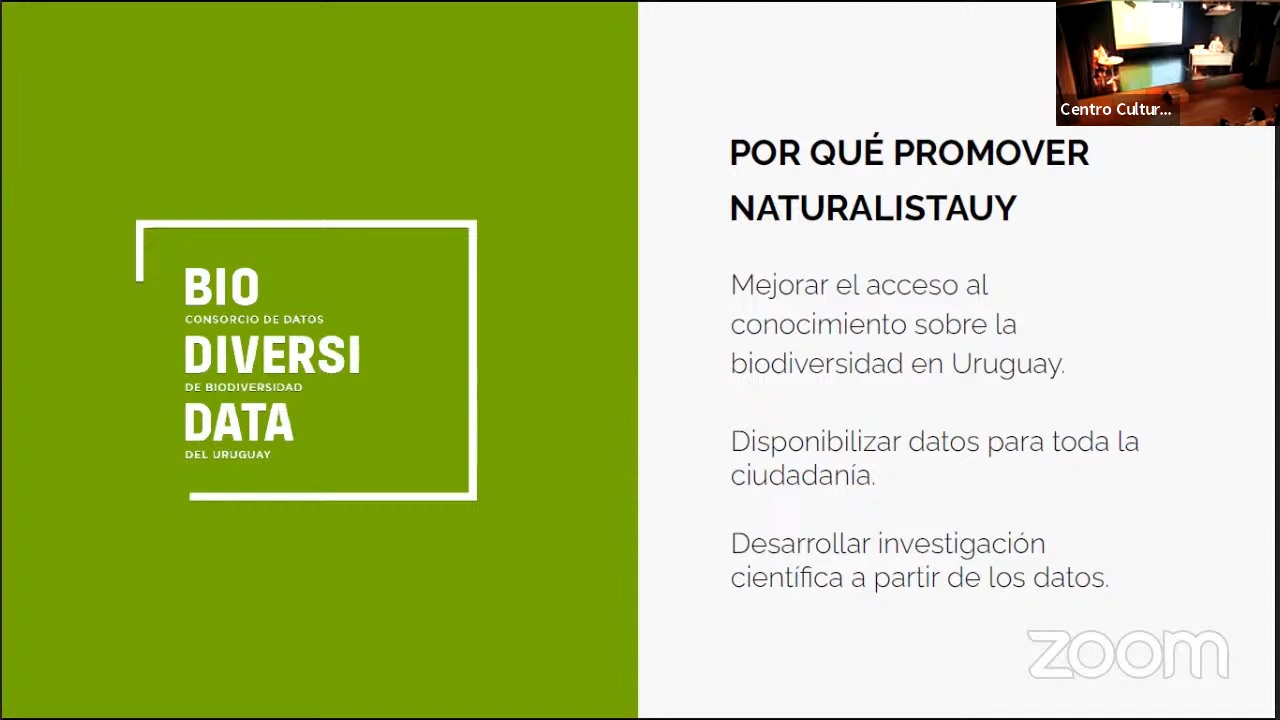 BIO
CONSORCIO DE DATOS
DIVERSI
DE BIODIVERSIDAD
DATA
DEL URUGUAY
Centro Cultur...
POR QUÉ PROMOVER
NATURALISTAUY
Mejorar el acceso al
conocimiento sobre la
biodiversidad en Uruguay.
Disponibilizar datos para toda la
ciudadanía.
Desarrollar investigación
científica a partir de los datos.
zoom